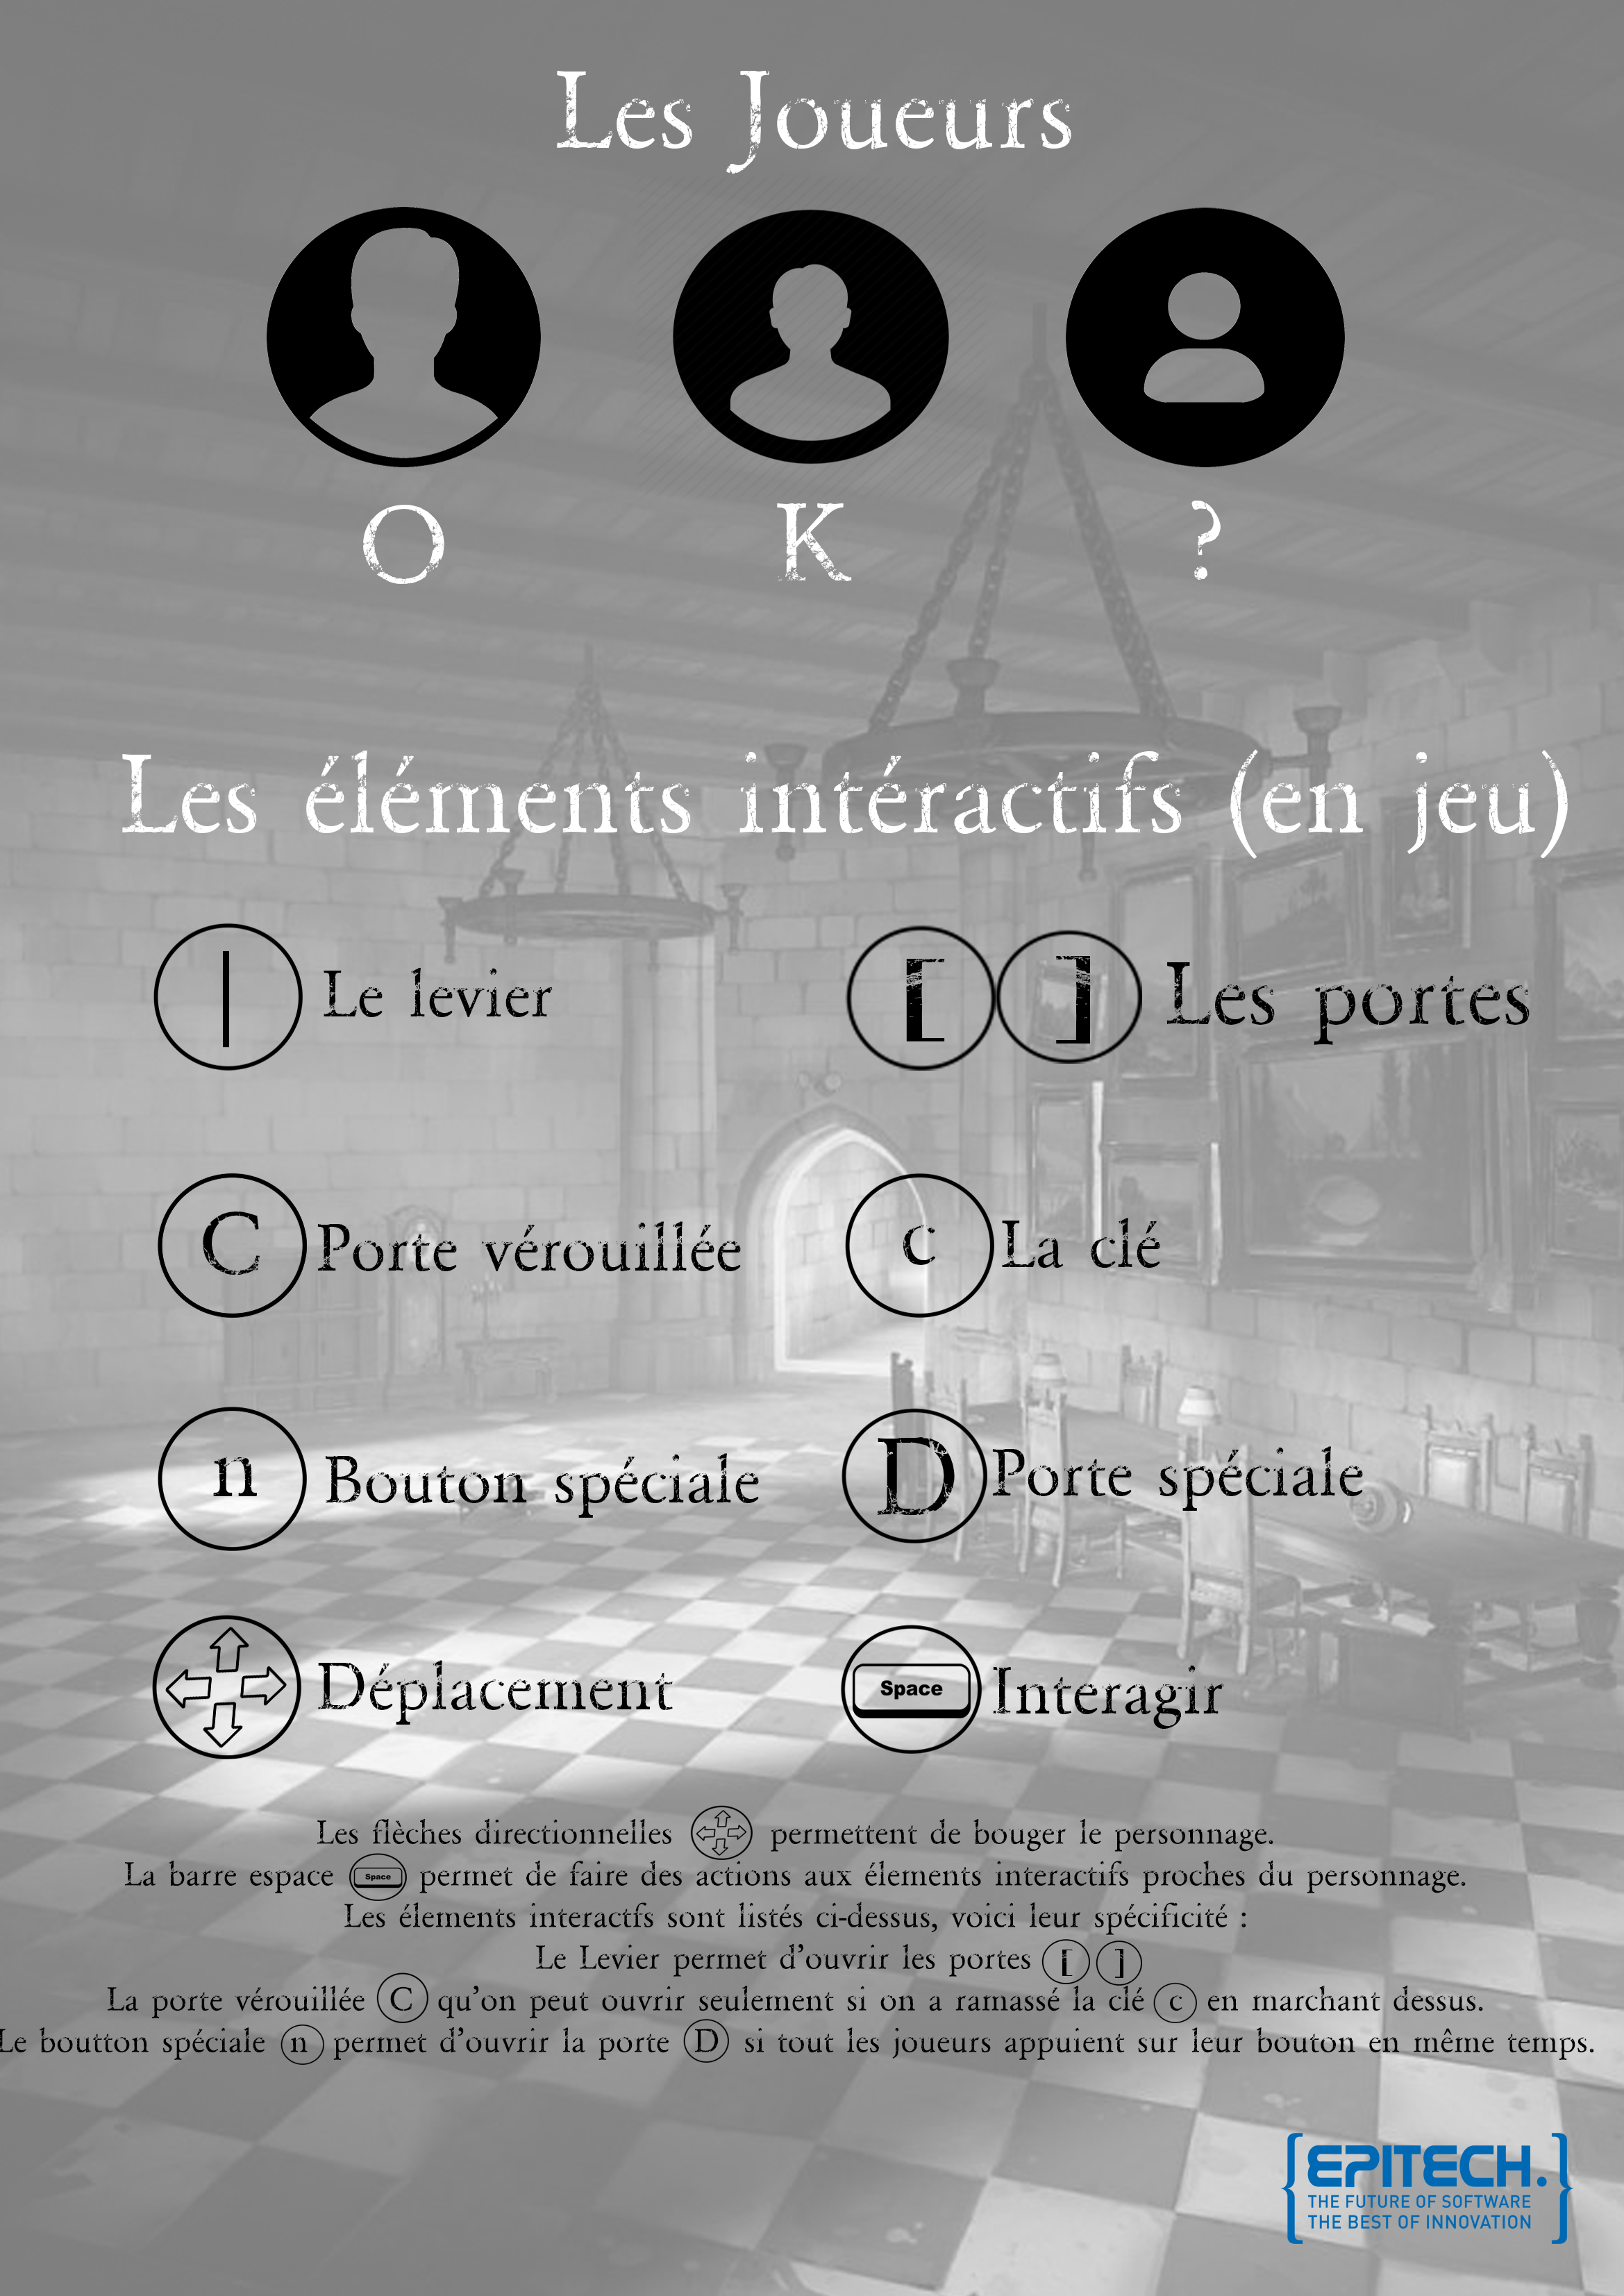 Les Joueurs
O K ?
Les éléments intéractifs (en jeu)
| Le levier [ ] Les portes
C Porte vérouillée c La clé
n Bouton spéciale D Porte spéciale
Déplacement Space Interagir
Les flèches directionnelles permettent de bouger le personnage.
La barre espace Space permet de faire des actions aux élements interactifs proches du personnage.
Les élements interactfs sont listés ci-dessus, voici leur spécificité :
Le Levier permet d'ouvrir les portes [ ]
La porte vérouillée C qu'on peut ouvrir seulement si on a ramassé la clé c en marchant dessus.
Le boutton spéciale n permet d'ouvrir la porte D si tout les joueurs appuient sur leur bouton en même temps.
{EPITECH.}
THE FUTURE OF SOFTWARE
THE BEST OF INNOVATION